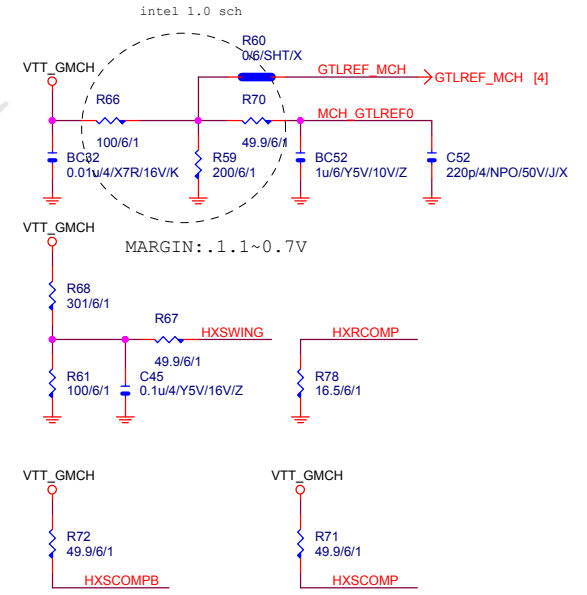 intel 1.0 sch
R60
0/6/SHT/X
VTT_GMCH
GTLREF_MCH
GTLREF_MCH [4]
R66
R70
MCH_GTLREF0
100/6/1
49.9/6/1
BC32
0.01u/4/X7R/16V/K
R59
200/6/1
BC52
1u/6/Y5V/10V/Z
C52
220p/4/NPO/50V/J/X
VTT_GMCH
MARGIN:.1.1~0.7V
R68
301/6/1
R67
HXSWING
HXRCOMP
49.9/6/1
R61
100/6/1
C45
0.1u/4/Y5V/16V/Z
R78
16.5/6/1
VTT_GMCH
VTT_GMCH
R72
49.9/6/1
R71
49.9/6/1
HXSCOMPB
HXSCOMP